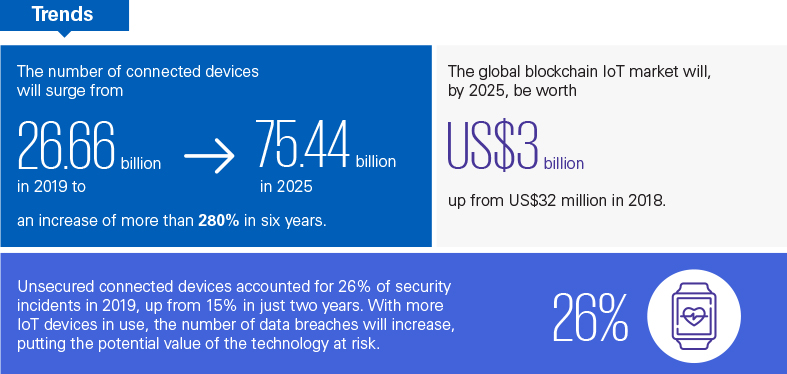 Trends
The number of connected devices
will surge from
26.66 billion
in 2019 to
75.44 billion
in 2025
an increase of more than 280% in six years.
The global blockchain IoT market will,
by 2025, be worth
US$3 billion
up from US$32 million in 2018.
Unsecured connected devices accounted for 26% of security
incidents in 2019, up from 15% in just two years. With more
IoT devices in use, the number of data breaches will increase,
putting the potential value of the technology at risk.
26%